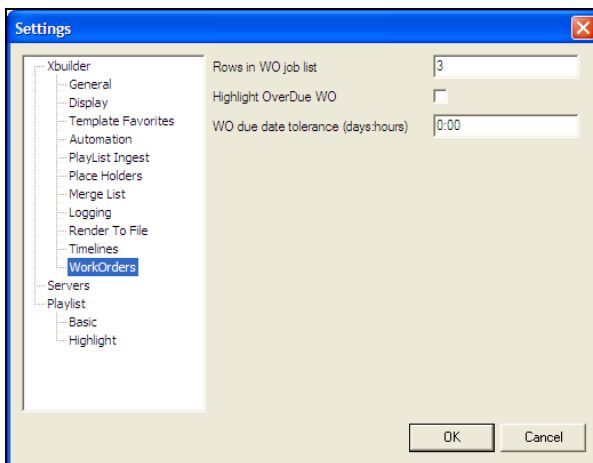 Settings
Xbuilder
General
Display
Template Favorites
Automation
PlayList Ingest
Place Holders
Merge List
Logging
Render To File
Timelines
WorkOrders
Servers
Playlist
Basic
Highlight
Rows in WO job list 3
Highlight OverDue WO
WO due date tolerance (days:hours) 0:00
OK Cancel